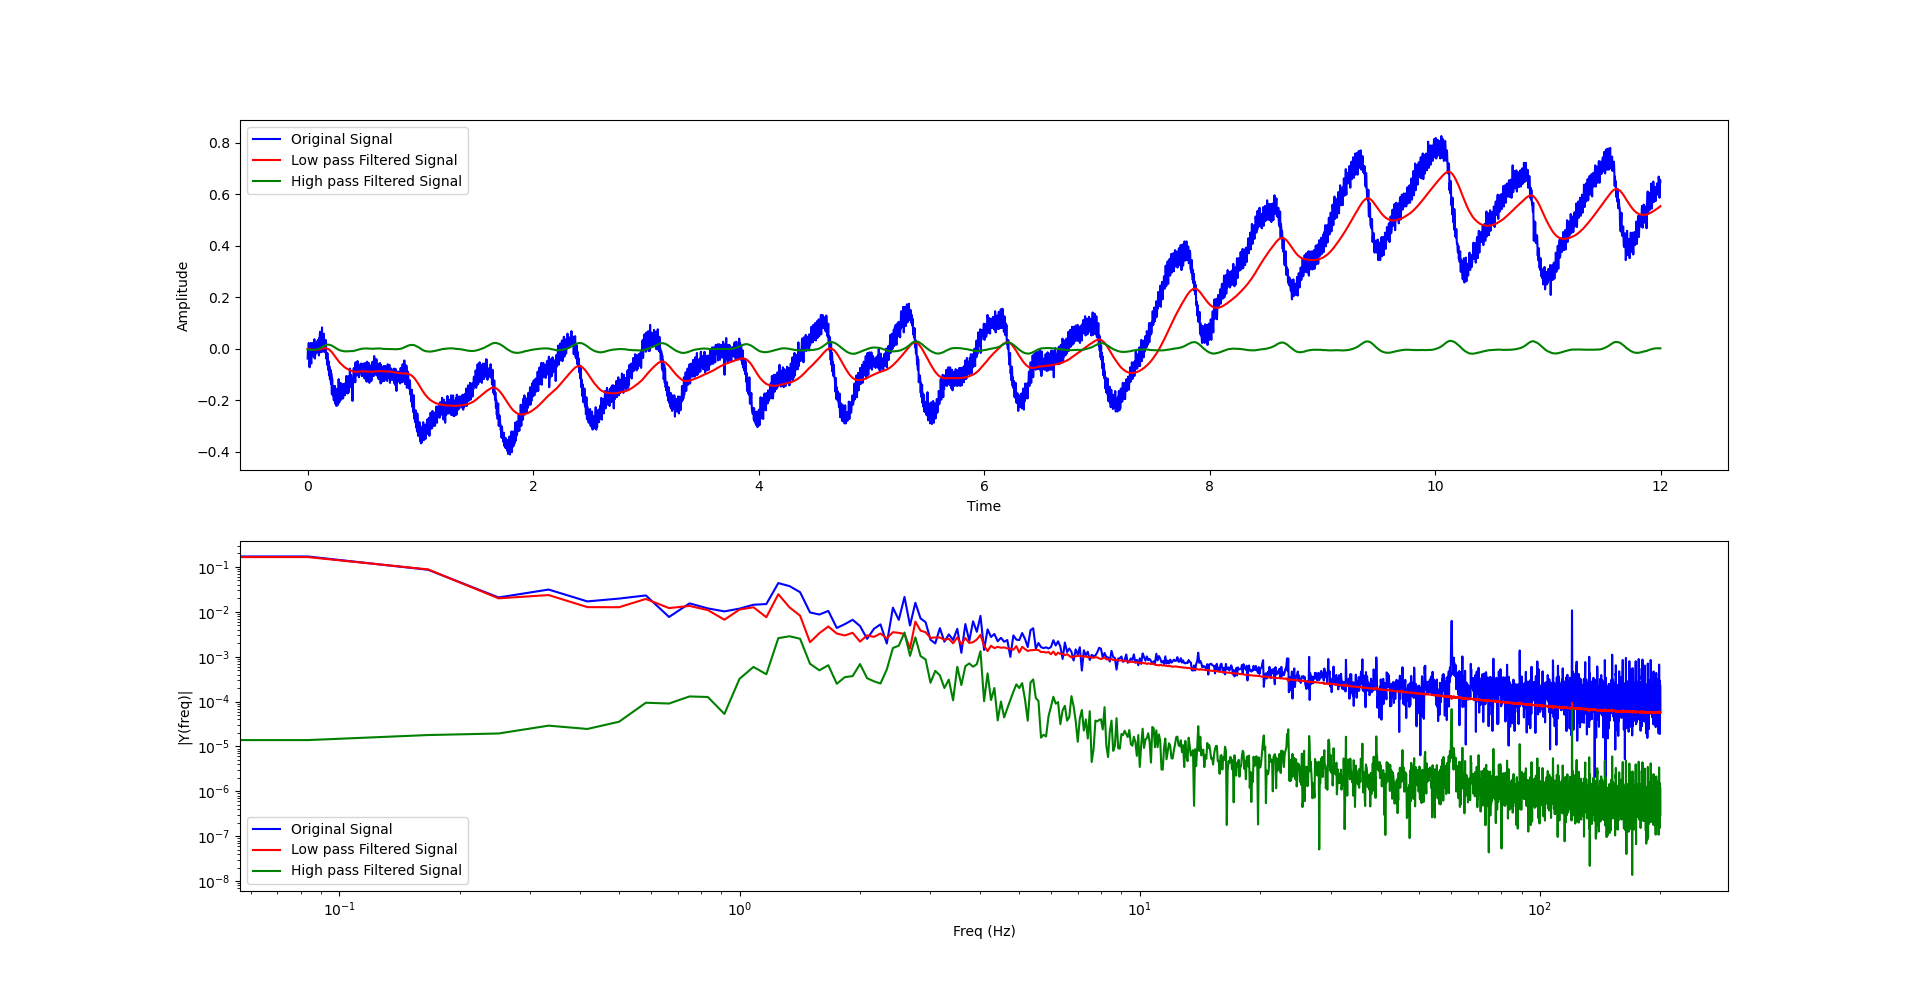 Original Signal
Low pass Filtered Signal
High pass Filtered Signal
0.8
0.6
0.4
0.2
0.0
−0.2
−0.4
Amplitude
0 2 4 6 8 10 12
Time
10⁻¹
10⁻²
10⁻³
10⁻⁴
10⁻⁵
10⁻⁶
10⁻⁷
10⁻⁸
|Y(freq)|
Original Signal
Low pass Filtered Signal
High pass Filtered Signal
10⁻¹ 10⁰ 10¹ 10²
Freq (Hz)